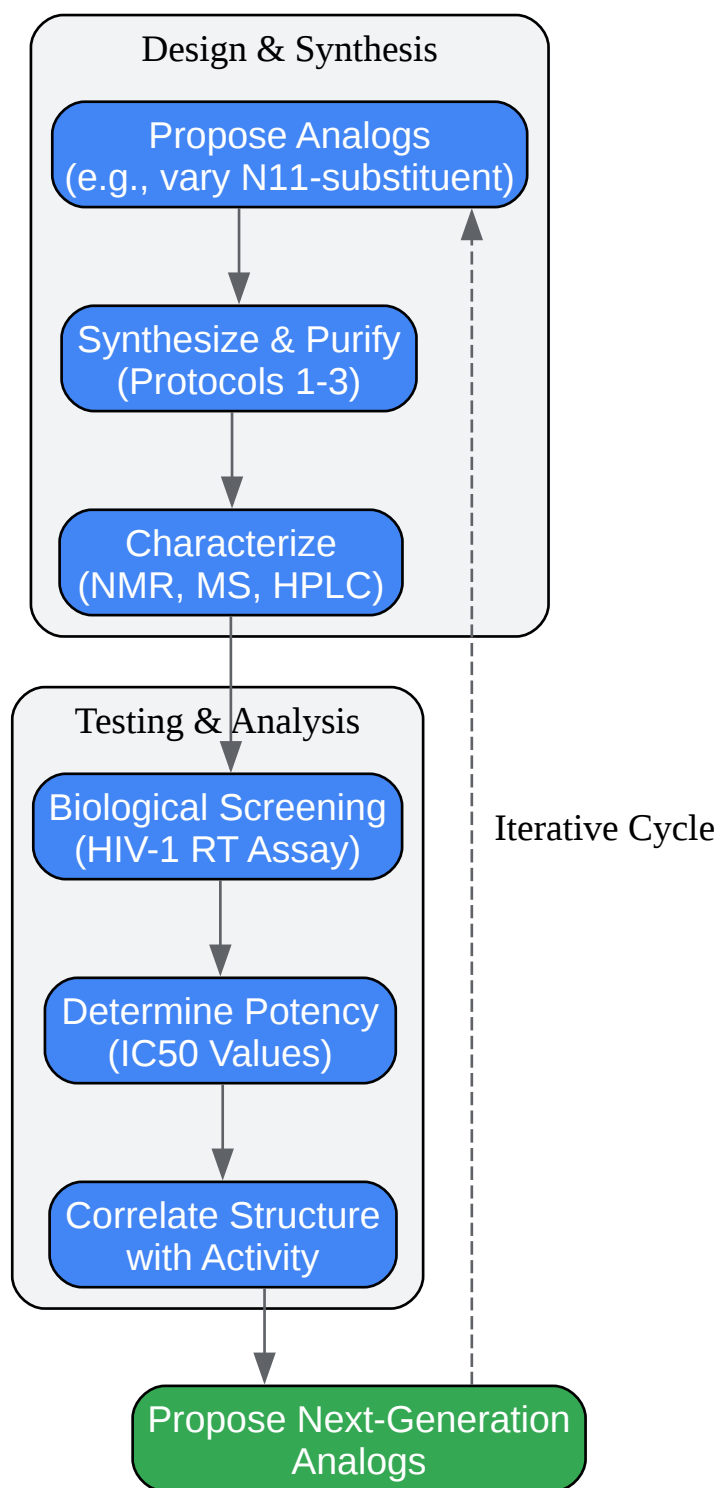 Design & Synthesis
Propose Analogs
(e.g., vary N11-substituent)
Synthesize & Purify
(Protocols 1-3)
Characterize
(NMR, MS, HPLC)
Testing & Analysis
Biological Screening
(HIV-1 RT Assay)
Iterative Cycle
Determine Potency
(IC50 Values)
Correlate Structure
with Activity
Propose Next-Generation
Analogs